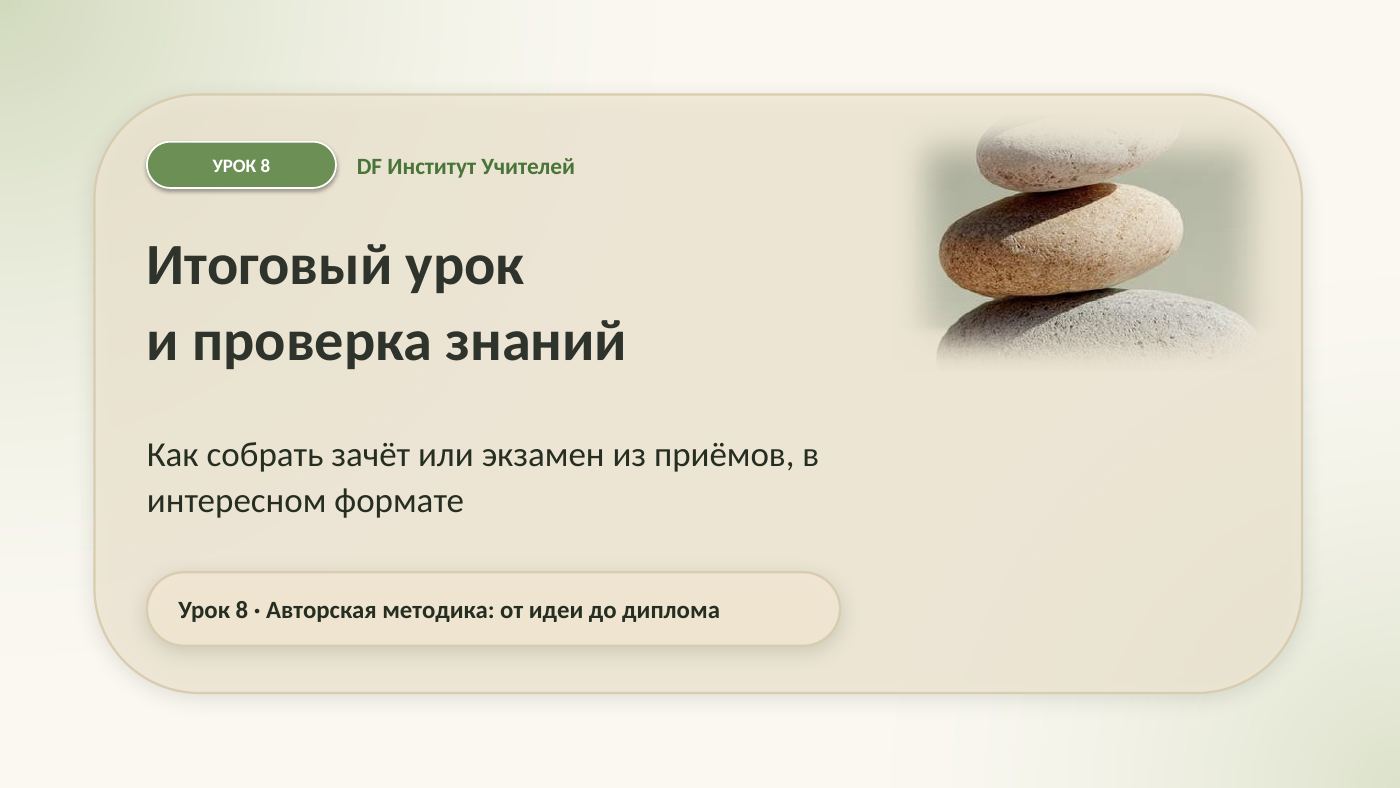 УРОК 8
DF Институт Учителей
Итоговый урок
и проверка знаний
Как собрать зачёт или экзамен из приёмов, в
интересном формате
Урок 8 · Авторская методика: от идеи до диплома